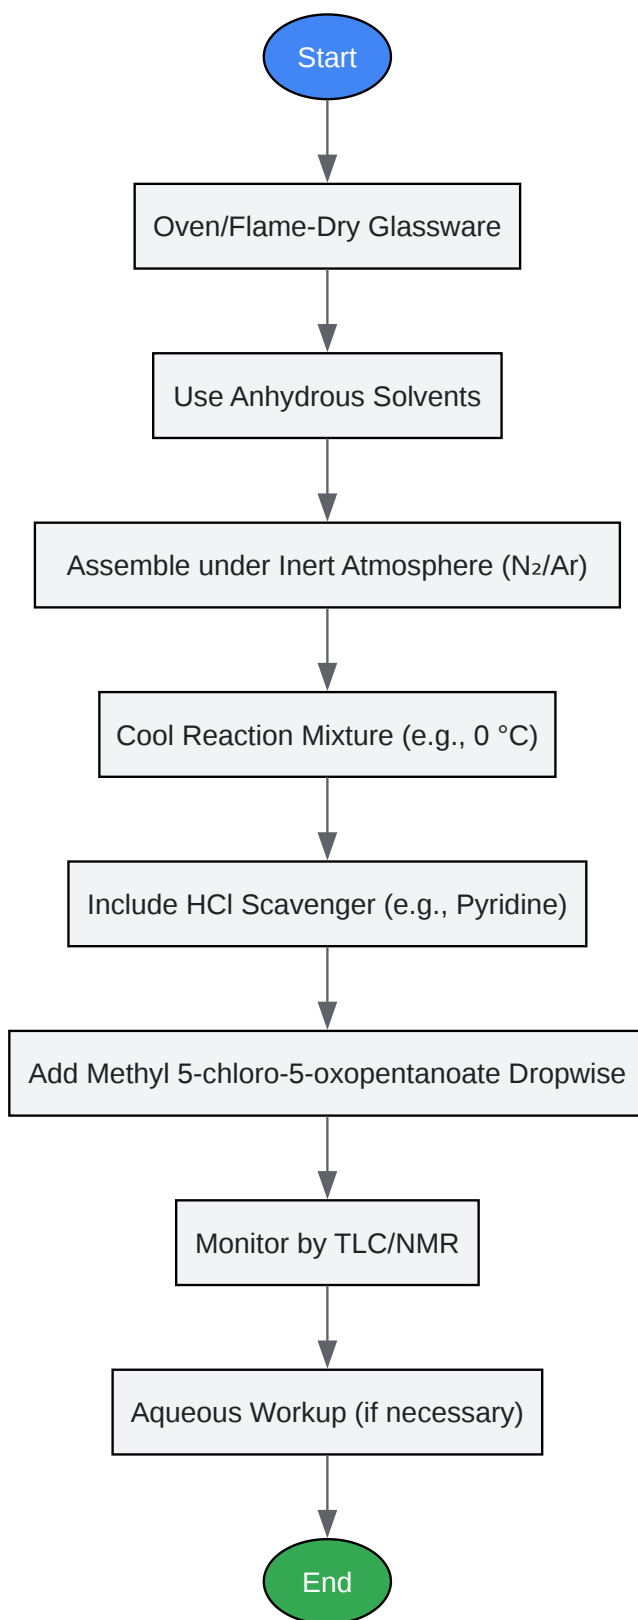 Start
Oven/Flame-Dry Glassware
Use Anhydrous Solvents
Assemble under Inert Atmosphere (N₂/Ar)
Cool Reaction Mixture (e.g., 0 °C)
Include HCl Scavenger (e.g., Pyridine)
Add Methyl 5-chloro-5-oxopentanoate Dropwise
Monitor by TLC/NMR
Aqueous Workup (if necessary)
End